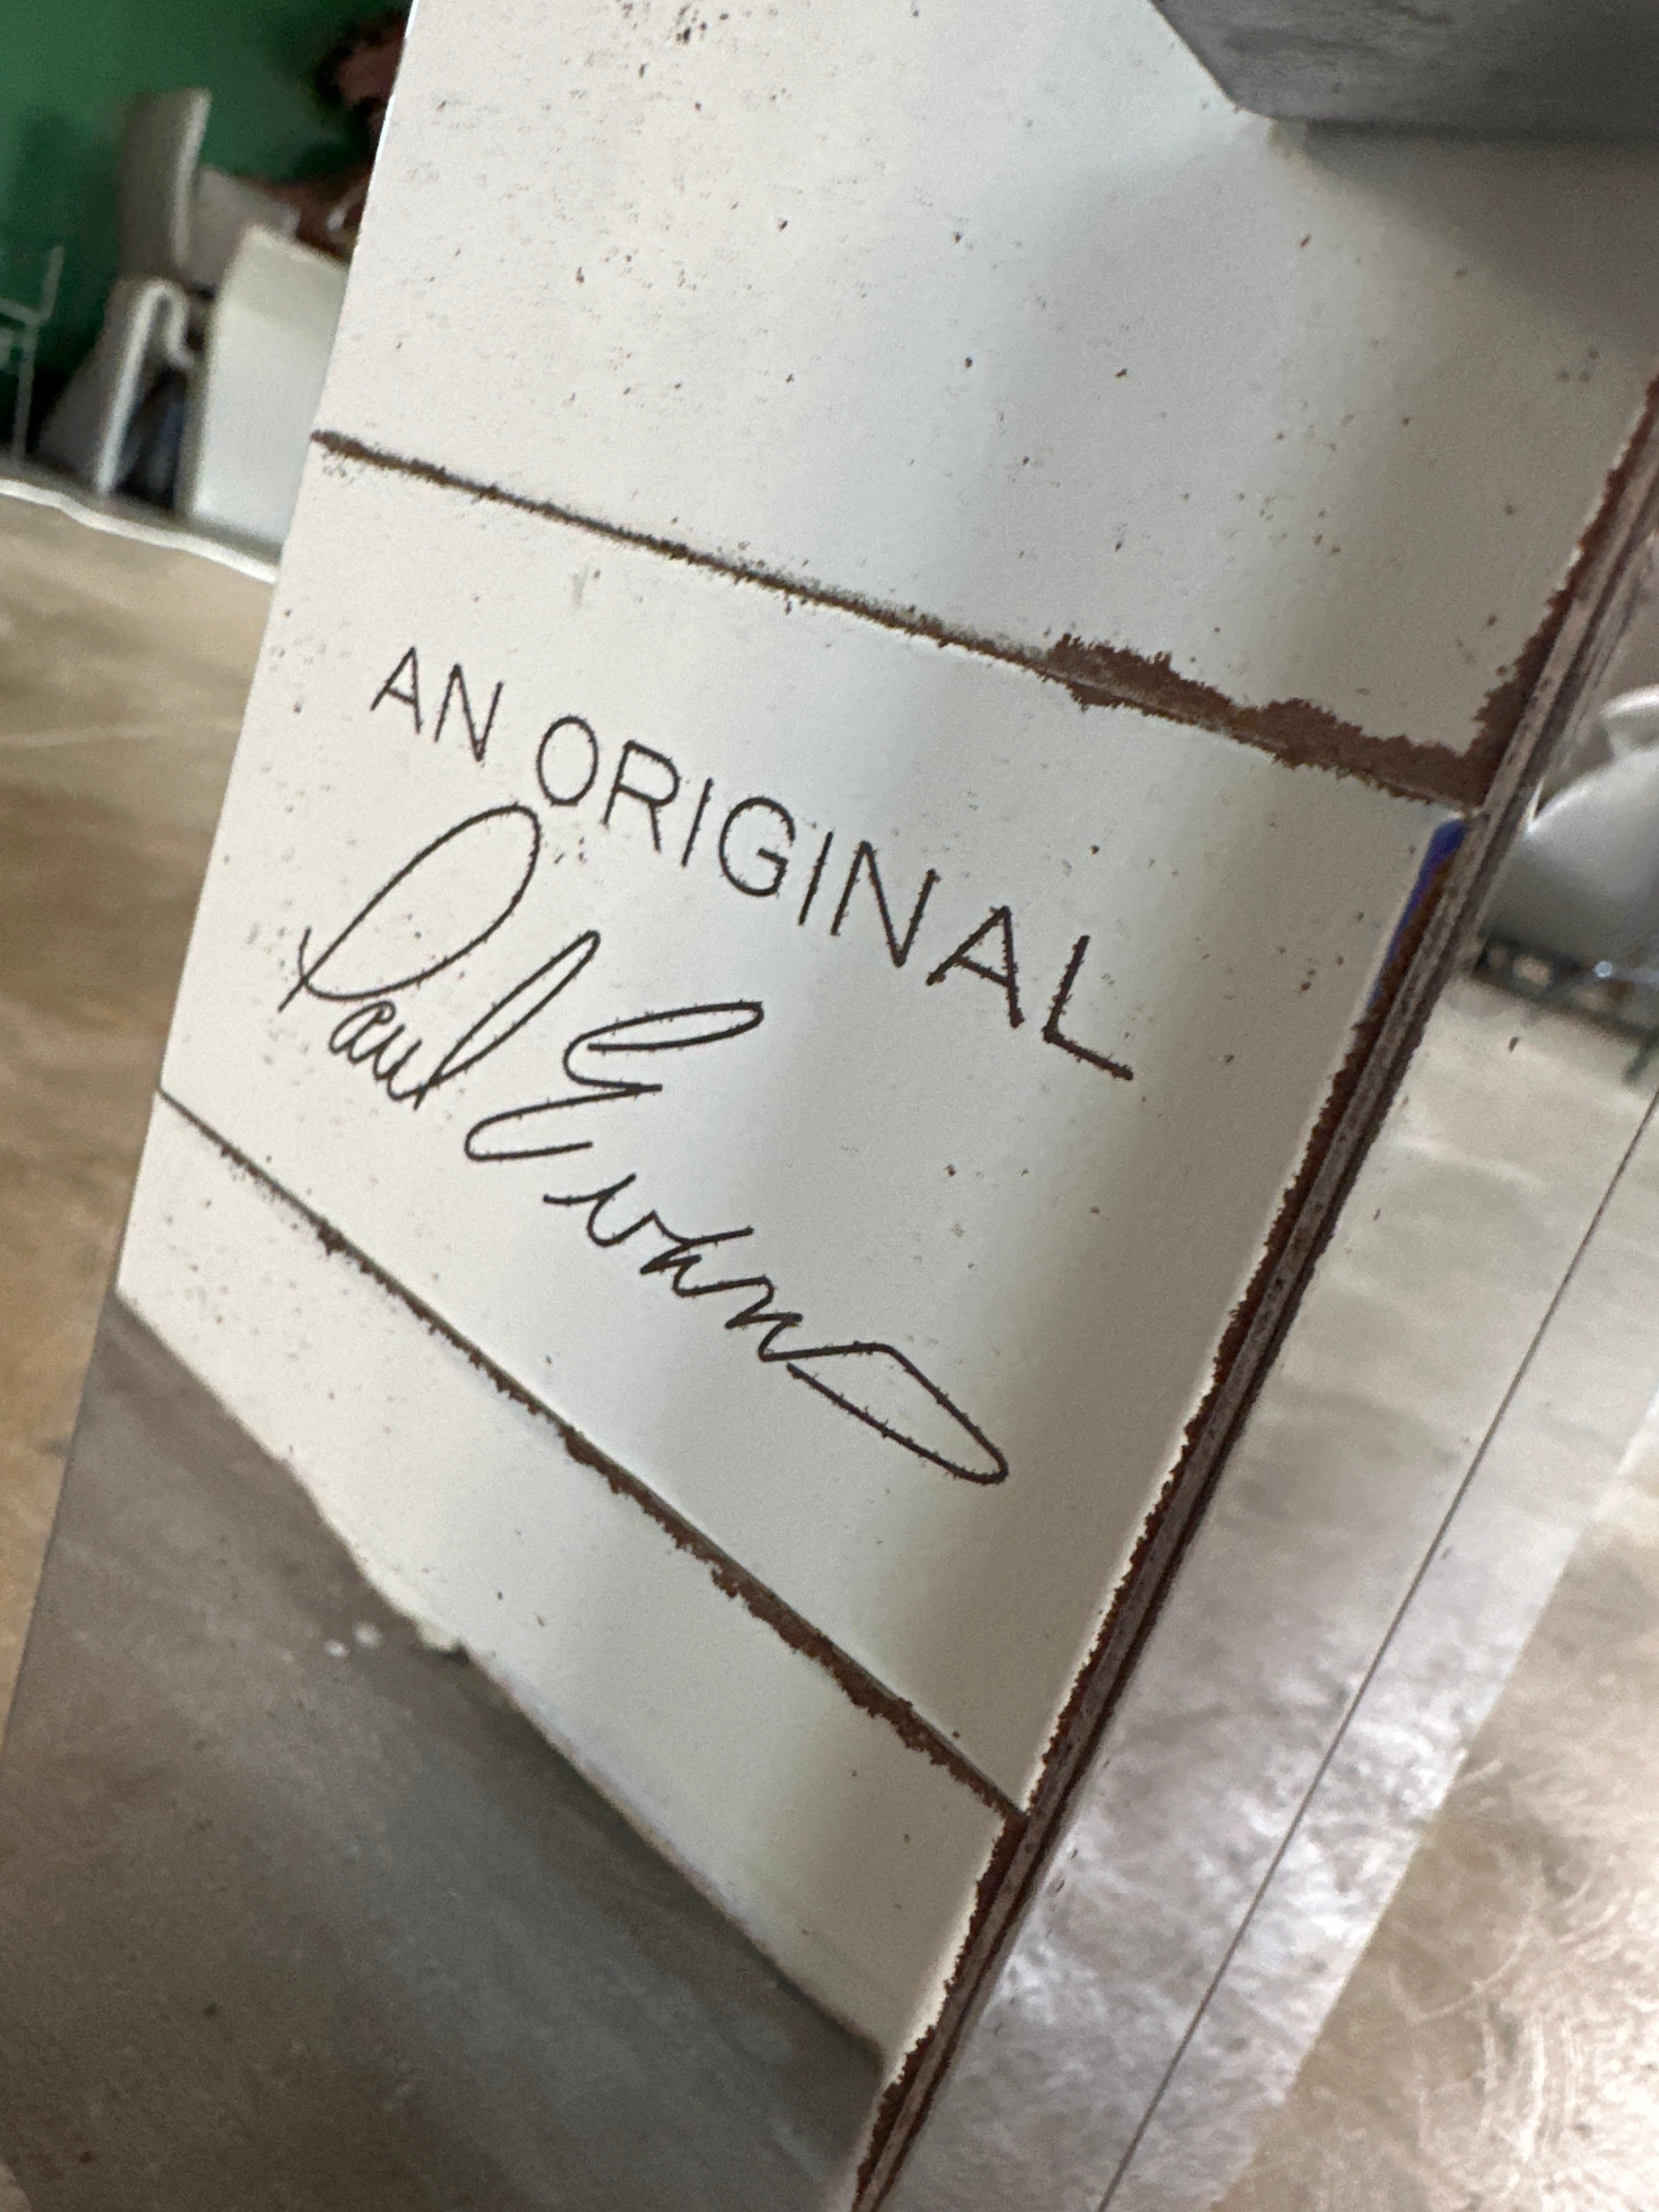 AN ORIGINAL
Paul Evans